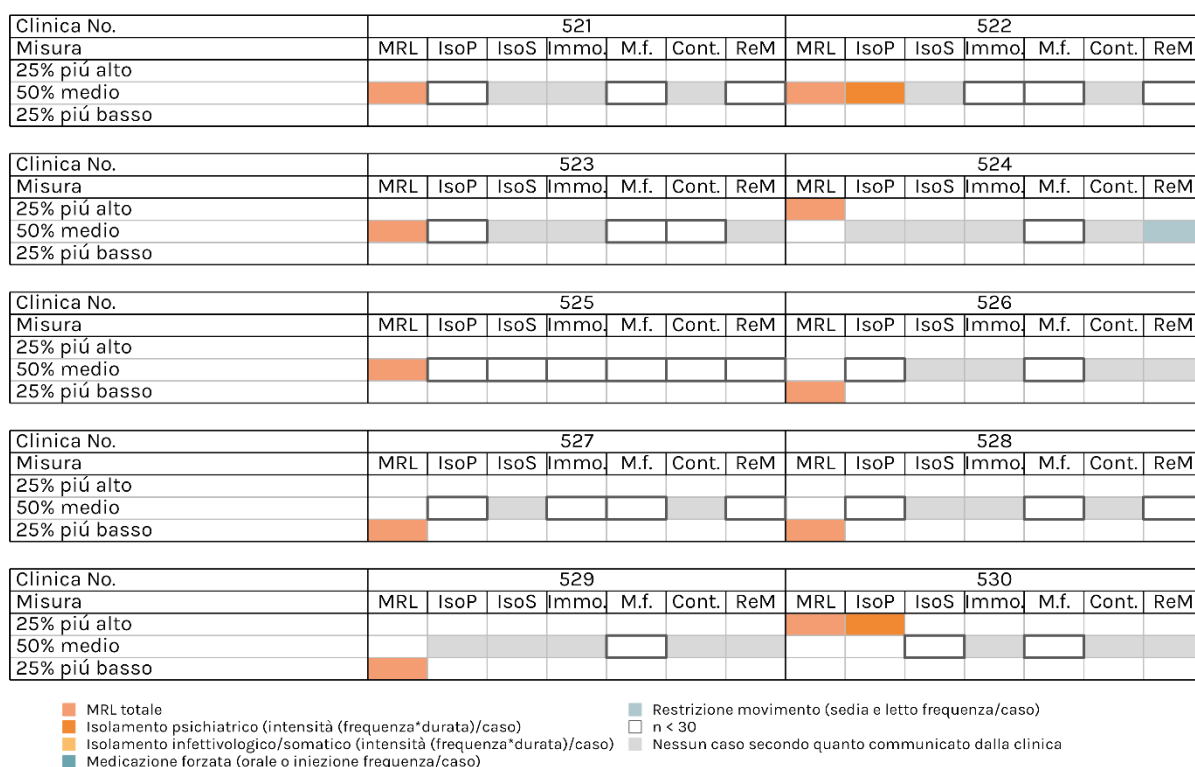 Clinica No. 521 522
Misura MRL IsoP IsoS Immo. M.f. Cont. ReM MRL IsoP IsoS Immo. M.f. Cont. ReM
25% piú alto
50% medio
25% piú basso
Clinica No. 523 524
Misura MRL IsoP IsoS Immo. M.f. Cont. ReM MRL IsoP IsoS Immo. M.f. Cont. ReM
25% piú alto
50% medio
25% piú basso
Clinica No. 525 526
Misura MRL IsoP IsoS Immo. M.f. Cont. ReM MRL IsoP IsoS Immo. M.f. Cont. ReM
25% piú alto
50% medio
25% piú basso
Clinica No. 527 528
Misura MRL IsoP IsoS Immo. M.f. Cont. ReM MRL IsoP IsoS Immo. M.f. Cont. ReM
25% piú alto
50% medio
25% piú basso
Clinica No. 529 530
Misura MRL IsoP IsoS Immo. M.f. Cont. ReM MRL IsoP IsoS Immo. M.f. Cont. ReM
25% piú alto
50% medio
25% piú basso
MRL totale
Isolamento psichiatrico (intensità (frequenza*durata)/caso)
Isolamento infettivologico/somatico (intensità (frequenza*durata)/caso)
Medicazione forzata (orale o iniezione frequenza/caso)
Restrizione movimento (sedia e letto frequenza/caso)
n < 30
Nessun caso secondo quanto communicato dalla clinica